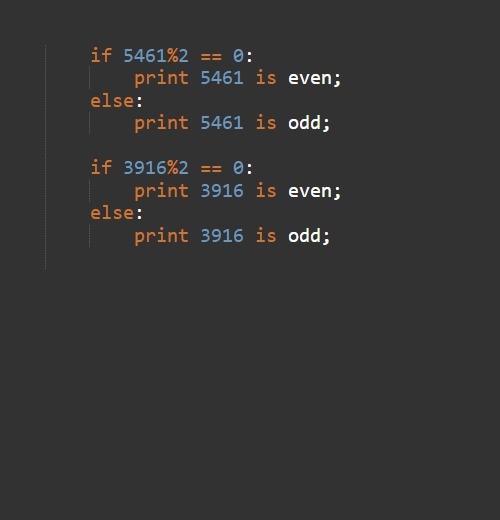 if 5461%2 == 0:
print 5461 is even;
else:
print 5461 is odd;
if 3916%2 == 0:
print 3916 is even;
else:
print 3916 is odd;